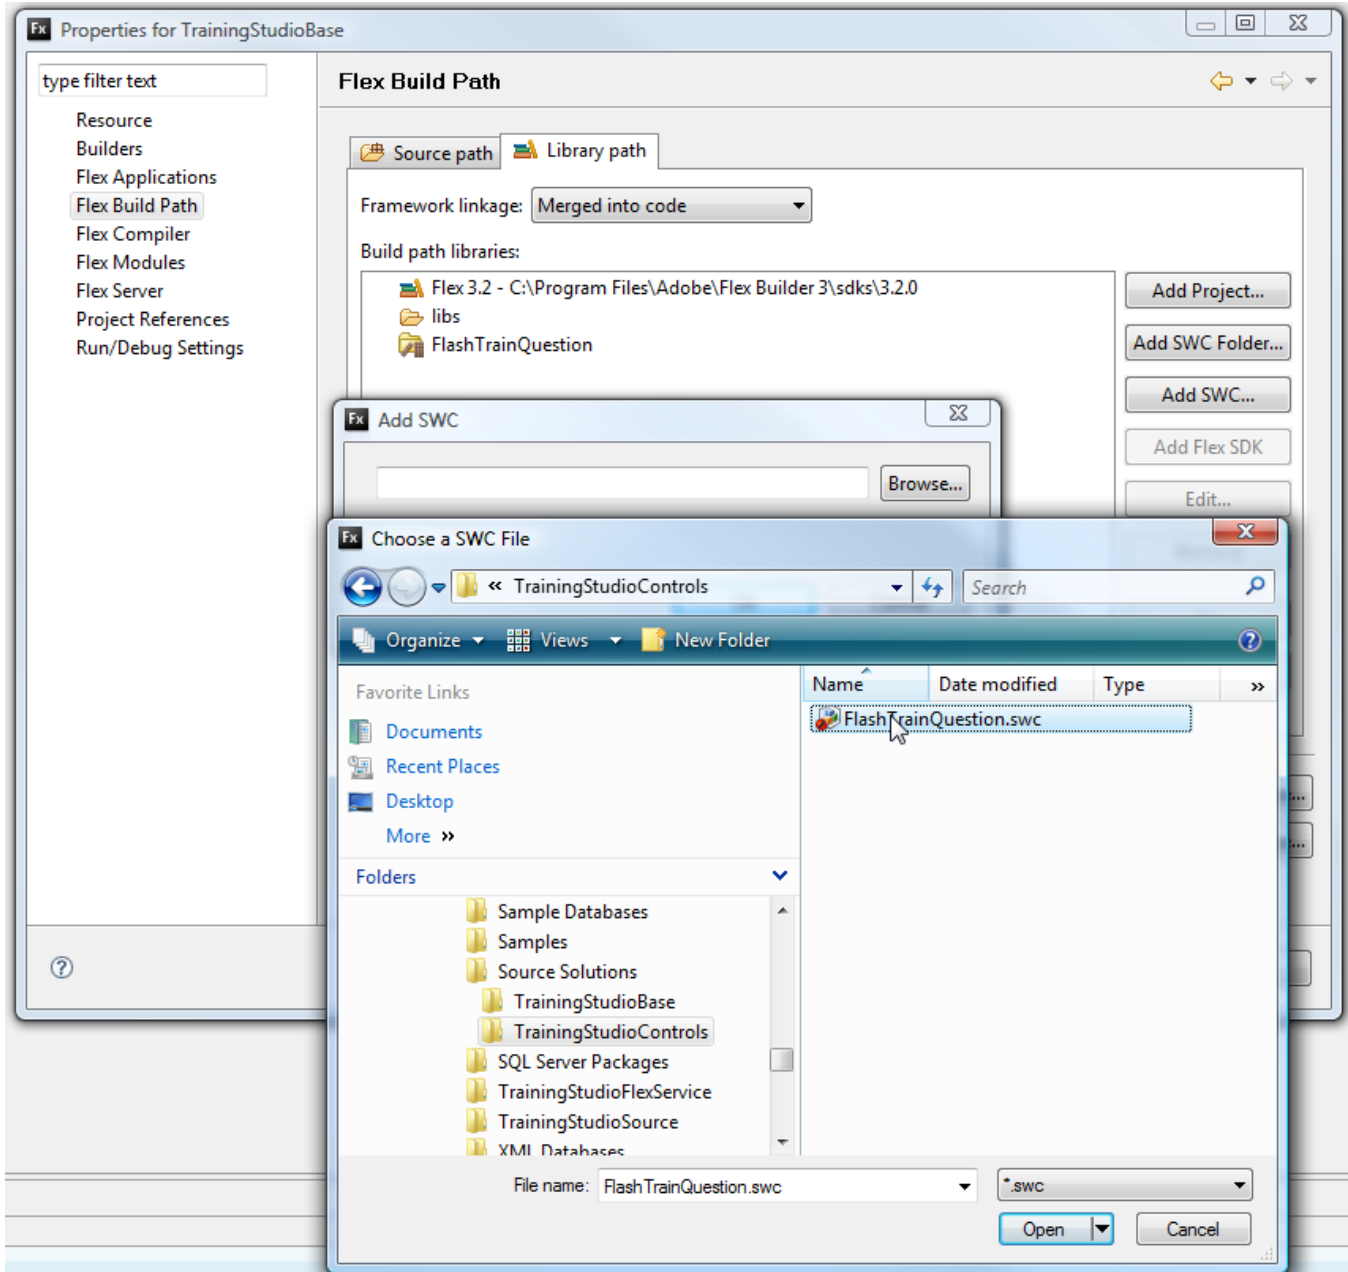 Fx Properties for TrainingStudioBase
type filter text
Flex Build Path
Resource
Builders
Flex Applications
Flex Build Path
Flex Compiler
Flex Modules
Flex Server
Project References
Run/Debug Settings
Source path
Library path
Framework linkage: Merged into code
Build path libraries:
Flex 3.2 - C:\Program Files\Adobe\Flex Builder 3\sdks\3.2.0
libs
FlashTrainQuestion
Add Project...
Add SWC Folder...
Add SWC...
Add Flex SDK
Edit...
Fx Add SWC
Browse...
Fx Choose a SWC File
« TrainingStudioControls
Search
Organize
Views
New Folder
Favorite Links
Documents
Recent Places
Desktop
More »
Folders
Sample Databases
Samples
Source Solutions
TrainingStudioBase
TrainingStudioControls
SQL Server Packages
TrainingStudioFlexService
TrainingStudioSource
XML Databases
Name Date modified Type »
FlashTrainQuestion.swc
File name: FlashTrainQuestion.swc
*.swc
Open Cancel